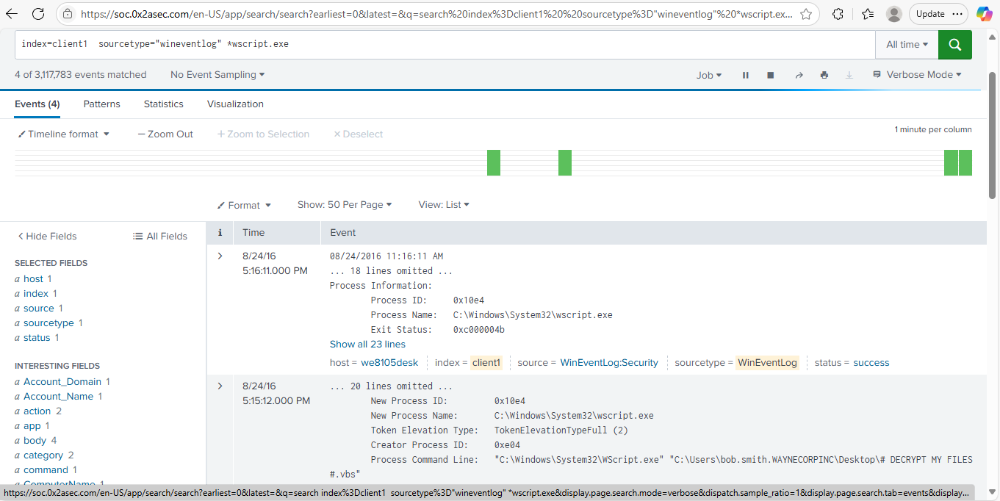 https://soc.0x2asec.com/en-US/app/search/search?earliest=0&latest=&q=search%20index%3Dclient1%20%20sourcetype%3D"wineventlog"%20*wscript.ex...
Update
index=client1  sourcetype="wineventlog" *wscript.exe
All time
4 of 3,117,783 events matched
No Event Sampling
Job
Verbose Mode
Events (4)
Patterns
Statistics
Visualization
Timeline format
— Zoom Out
+ Zoom to Selection
× Deselect
1 minute per column
Format
Show: 50 Per Page
View: List
< Hide Fields
All Fields
i
Time
Event
SELECTED FIELDS
a host 1
a index 1
a source 1
a sourcetype 1
a status 1
INTERESTING FIELDS
a Account_Domain 1
a Account_Name 1
a action 2
a app 1
a body 4
a category 2
a command 1
a ComputerName 1
8/24/16
5:16:11.000 PM
08/24/2016 11:16:11 AM
... 18 lines omitted ...
Process Information:
Process ID: 0x10e4
Process Name: C:\Windows\System32\wscript.exe
Exit Status: 0xc000004b
Show all 23 lines
host = we8105desk index = client1 source = WinEventLog:Security sourcetype = WinEventLog status = success
8/24/16
5:15:12.000 PM
... 20 lines omitted ...
New Process ID: 0x10e4
New Process Name: C:\Windows\System32\wscript.exe
Token Elevation Type: TokenElevationTypeFull (2)
Creator Process ID: 0xe04
Process Command Line: "C:\Windows\System32\WScript.exe" "C:\Users\bob.smith.WAYNECORPINC\Desktop\# DECRYPT MY FILES
#.vbs"
https://soc.0x2asec.com/en-US/app/search/search?earliest=0&latest=&q=search index%3Dclient1  sourcetype%3D"wineventlog" *wscript.exe&display.page.search.mode=verbose&dispatch.sample_ratio=1&display.page.search.tab=events&display...